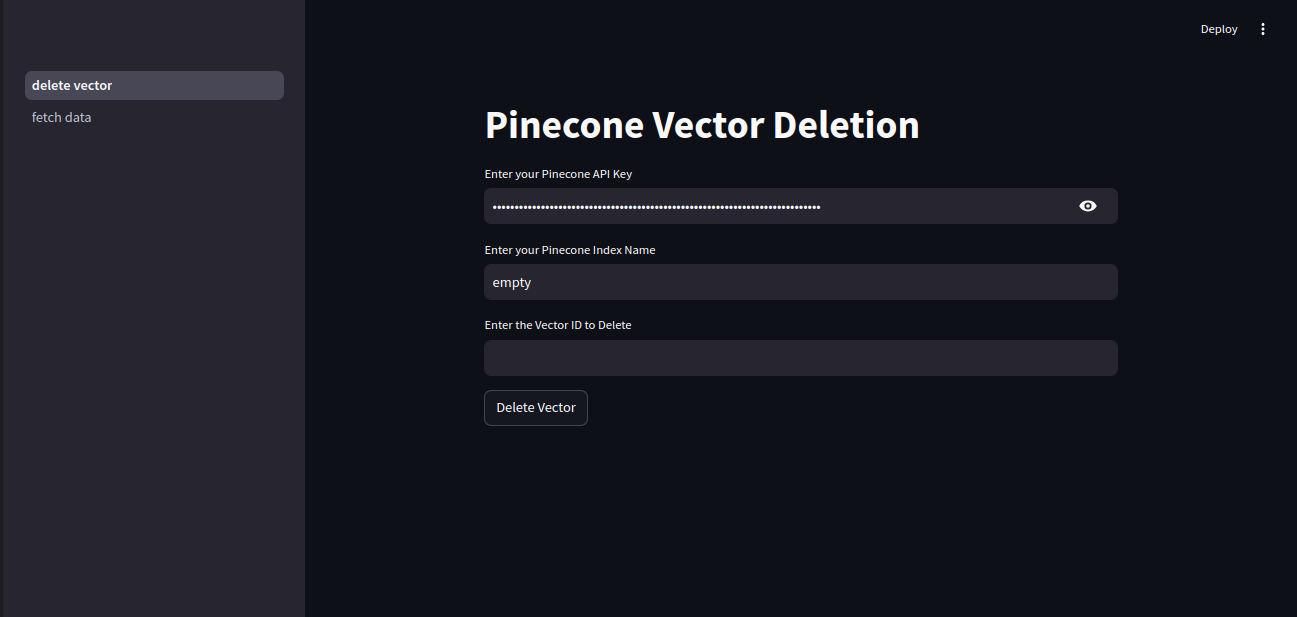 Deploy
delete vector
fetch data
Pinecone Vector Deletion
Enter your Pinecone API Key
Enter your Pinecone Index Name
empty
Enter the Vector ID to Delete
Delete Vector